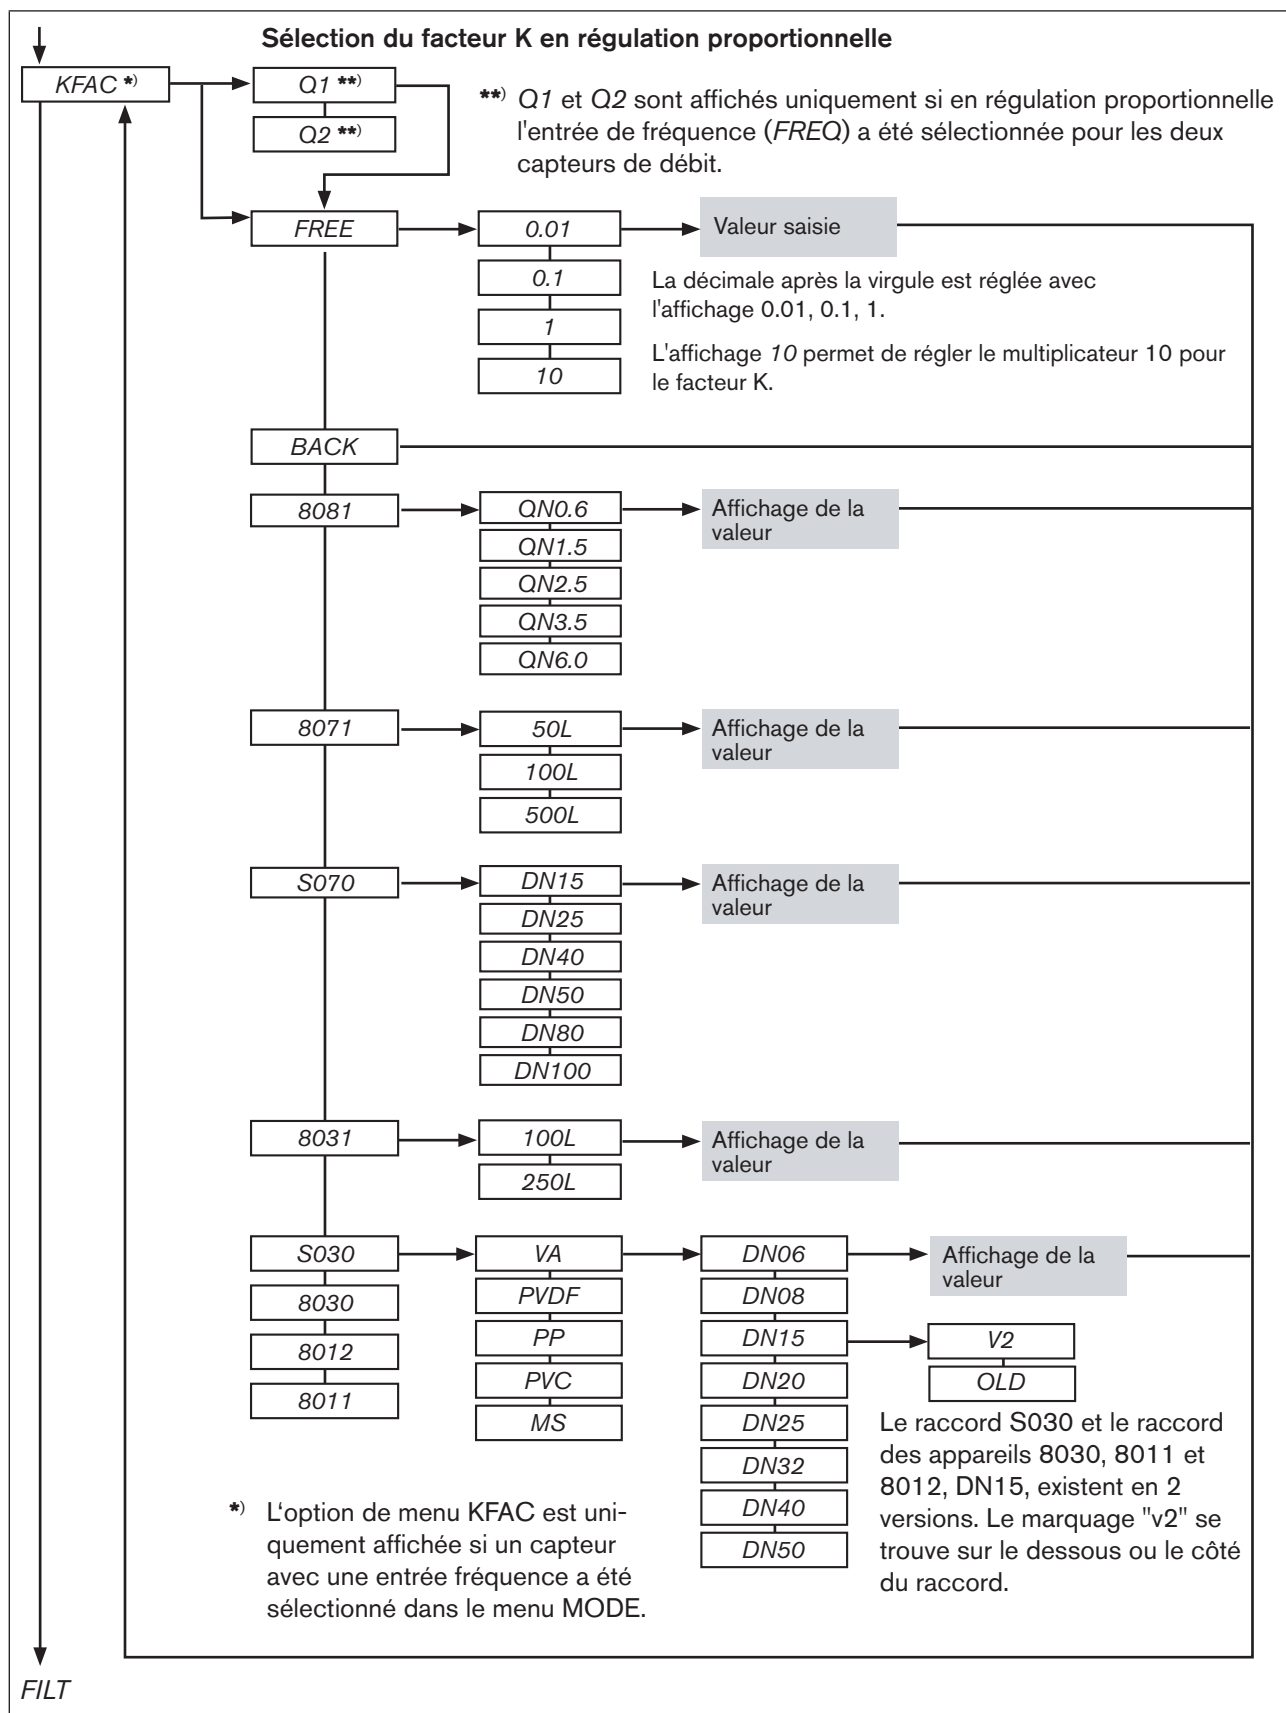 Sélection du facteur K en régulation proportionnelle
KFAC *)
Q1 **)
Q2 **)
**) Q1 et Q2 sont affichés uniquement si en régulation proportionnelle
l'entrée de fréquence (FREQ) a été sélectionnée pour les deux
capteurs de débit.
FREE
0.01
Valeur saisie
0.1
1
10
La décimale après la virgule est réglée avec
l'affichage 0.01, 0.1, 1.
L'affichage 10 permet de régler le multiplicateur 10 pour
le facteur K.
BACK
8081
QN0.6
Affichage de la
valeur
QN1.5
QN2.5
QN3.5
QN6.0
8071
50L
Affichage de la
valeur
100L
500L
S070
DN15
Affichage de la
valeur
DN25
DN40
DN50
DN80
DN100
8031
100L
Affichage de la
valeur
250L
S030
VA
DN06
Affichage de la
valeur
8030
PVDF
DN08
8012
PP
DN15
V2
8011
PVC
DN20
OLD
MS
DN25
DN32
DN40
DN50
Le raccord S030 et le raccord
des appareils 8030, 8011 et
8012, DN15, existent en 2
versions. Le marquage "v2" se
trouve sur le dessous ou le côté
du raccord.
*) L‘option de menu KFAC est uni-
quement affichée si un capteur
avec une entrée fréquence a été
sélectionné dans le menu MODE.
FILT